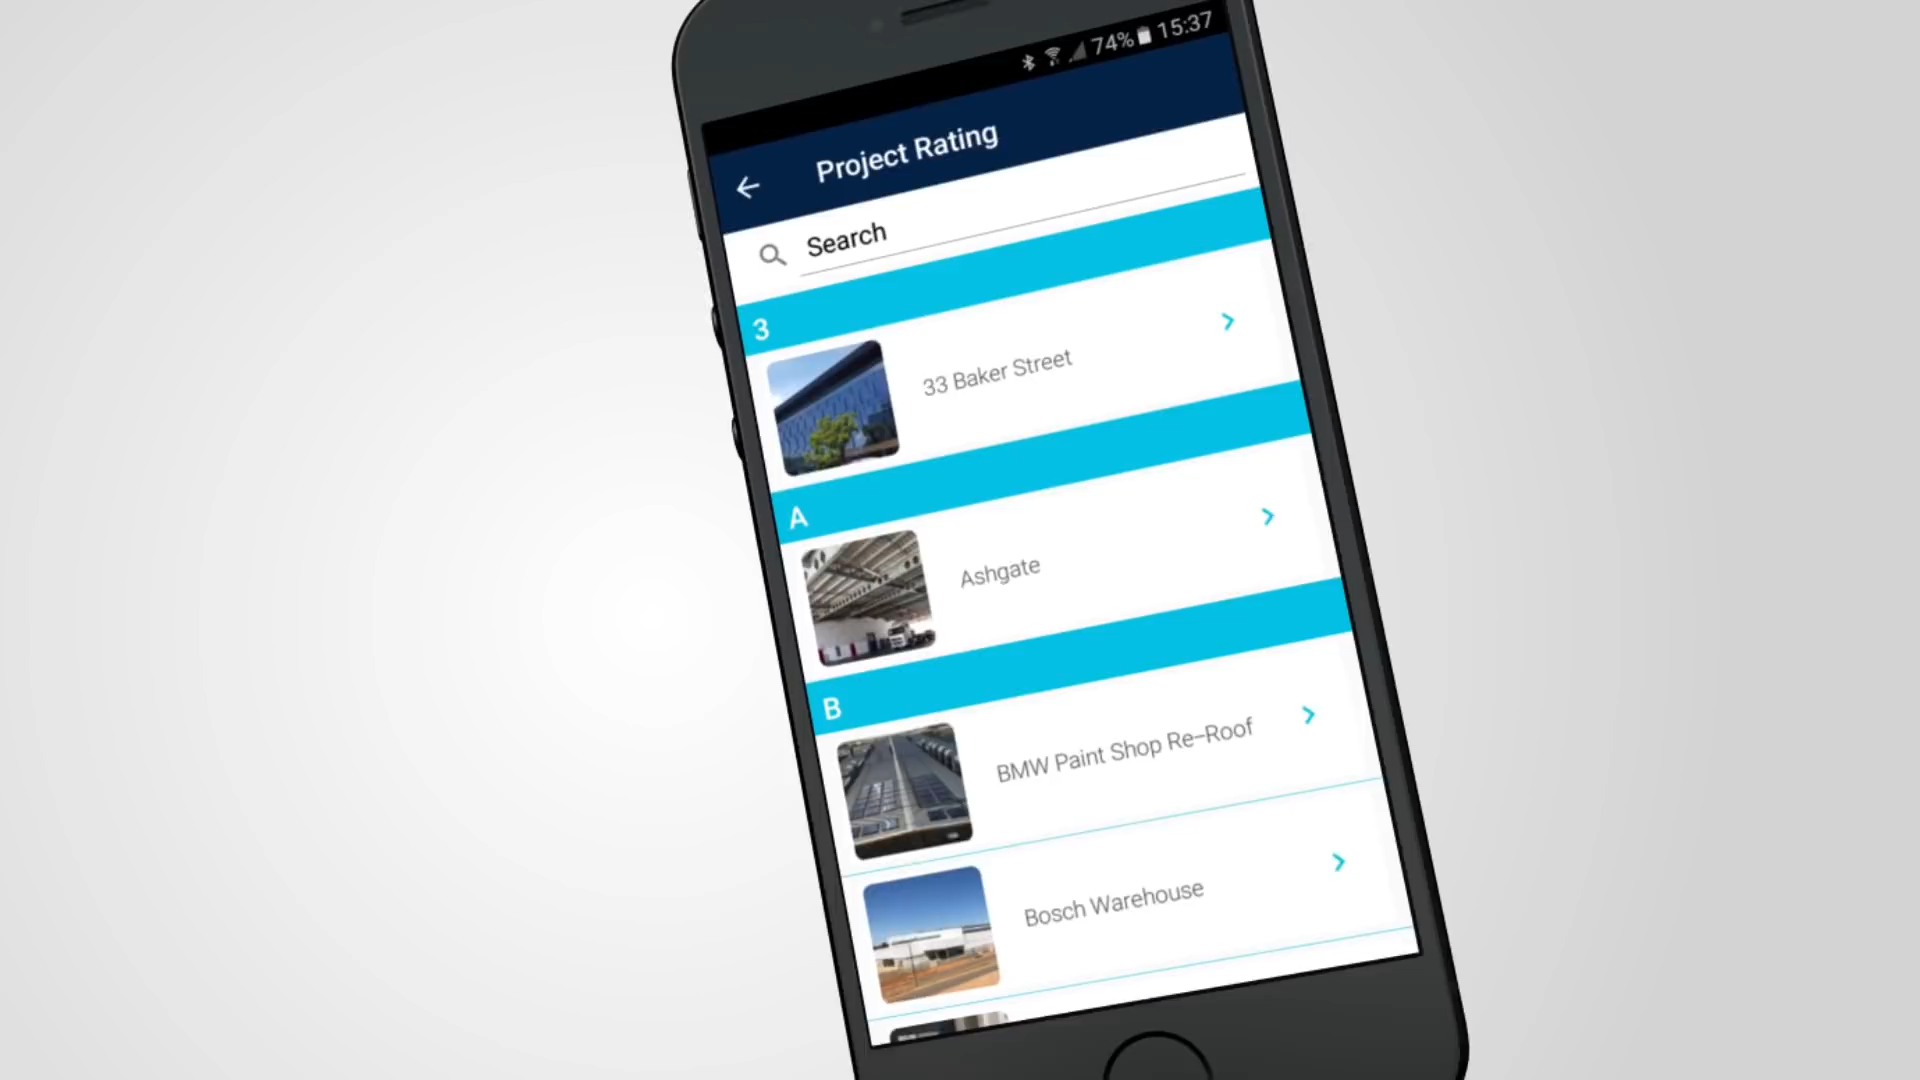 74% 15:37
Project Rating
Search
3
33 Baker Street
A
Ashgate
B
BMW Paint Shop Re-Roof
Bosch Warehouse